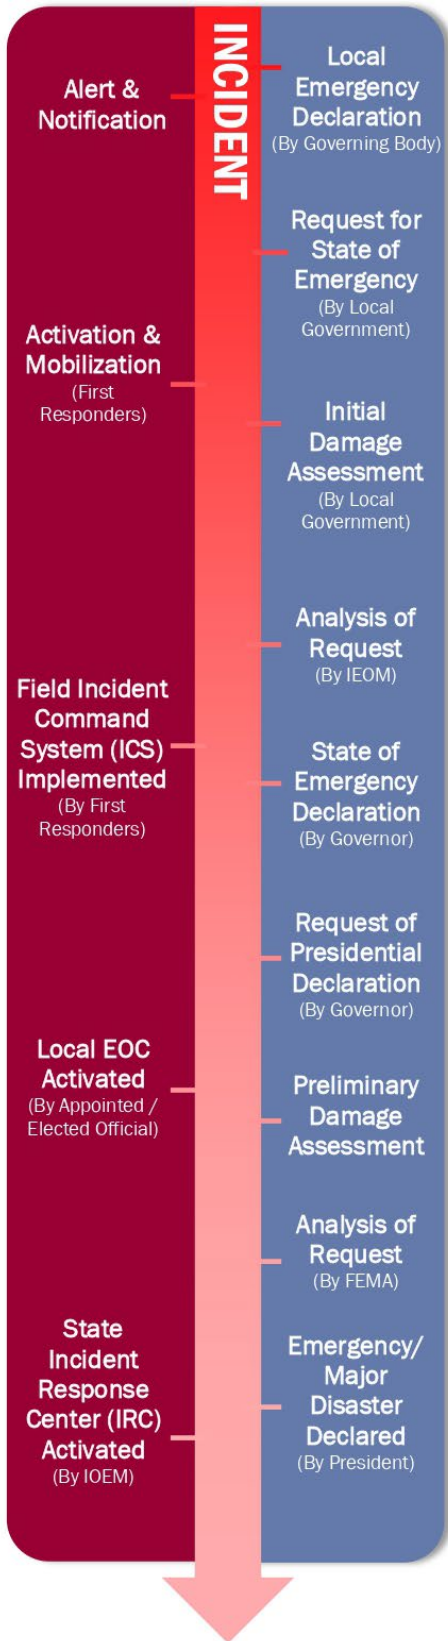 INCIDENT
Alert &
Notification
Activation &
Mobilization
(First
Responders)
Field Incident
Command
System (ICS)
Implemented
(By First
Responders)
Local EOC
Activated
(By Appointed /
Elected Official)
State
Incident
Response
Center (IRC)
Activated
(By IOEM)
Local
Emergency
Declaration
(By Governing Body)
Request for
State of
Emergency
(By Local
Government)
Initial
Damage
Assessment
(By Local
Government)
Analysis of
Request
(By IEOM)
State of
Emergency
Declaration
(By Governor)
Request of
Presidential
Declaration
(By Governor)
Preliminary
Damage
Assessment
Analysis of
Request
(By FEMA)
Emergency/
Major
Disaster
Declared
(By President)